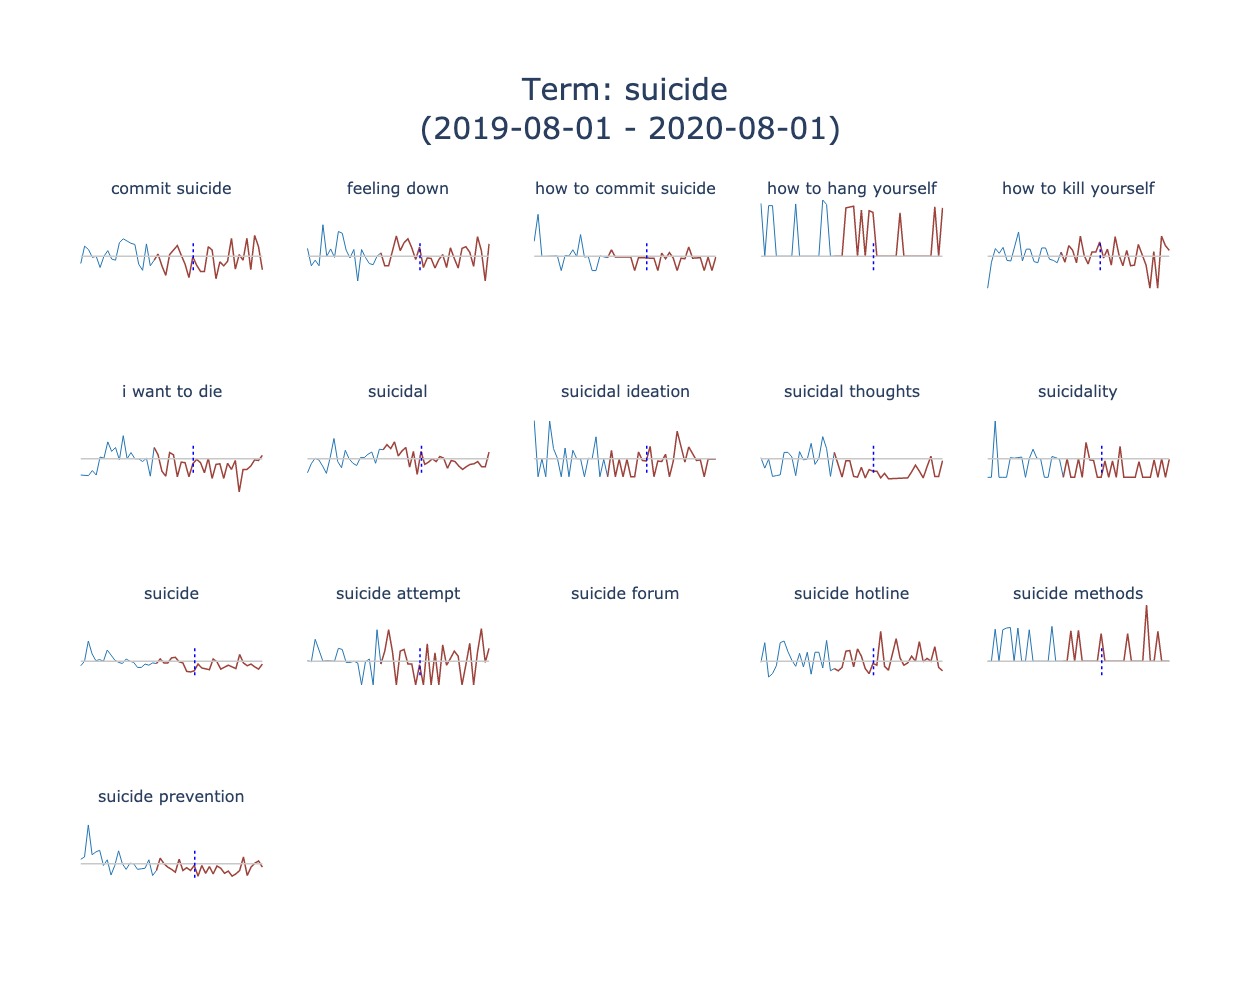 Term: suicide
(2019-08-01 - 2020-08-01)
commit suicide
feeling down
how to commit suicide
how to hang yourself
how to kill yourself
i want to die
suicidal
suicidal ideation
suicidal thoughts
suicidality
suicide
suicide attempt
suicide forum
suicide hotline
suicide methods
suicide prevention